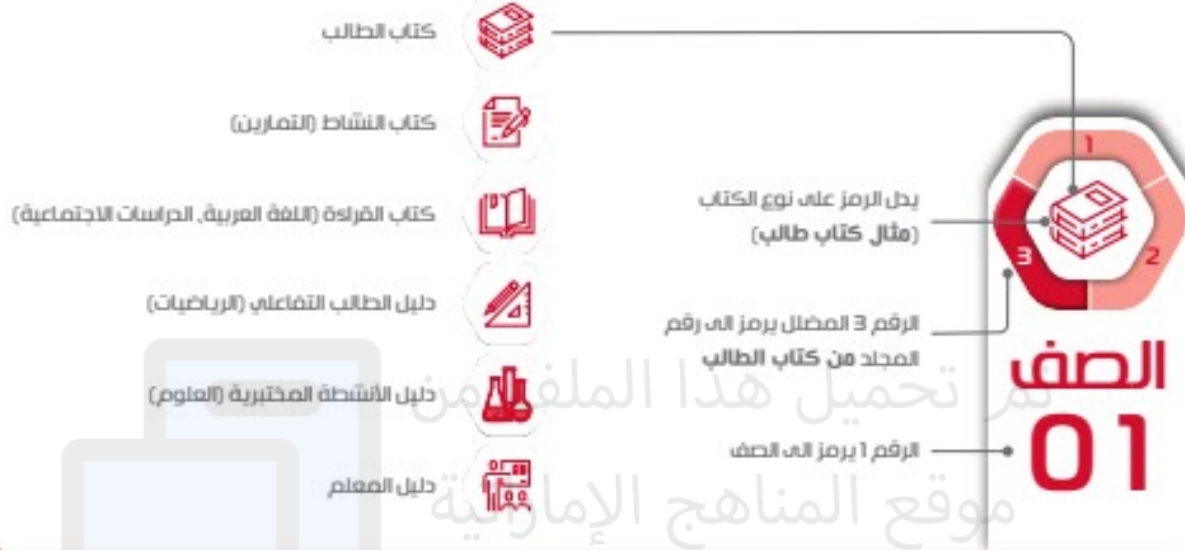 1
2
3
الصف
01
يدل الرمز على نوع الكتاب
(مثال كتاب طالب)
الرقم 3 المضلل يرمز الى رقم
المجلد من كتاب الطالب
الرقم 1 يرمز الى الصف
كتاب الطالب
كتاب النشاط (التمارين)
كتاب القراءة (اللغة العربية، الدراسات الاجتماعية)
دليل الطالب التفاعلي (الرياضيات)
دليل الأنشطة المختبرية (العلوم)
دليل المعلم
تم تحميل هذا الملف من
موقع المناهج الإماراتية